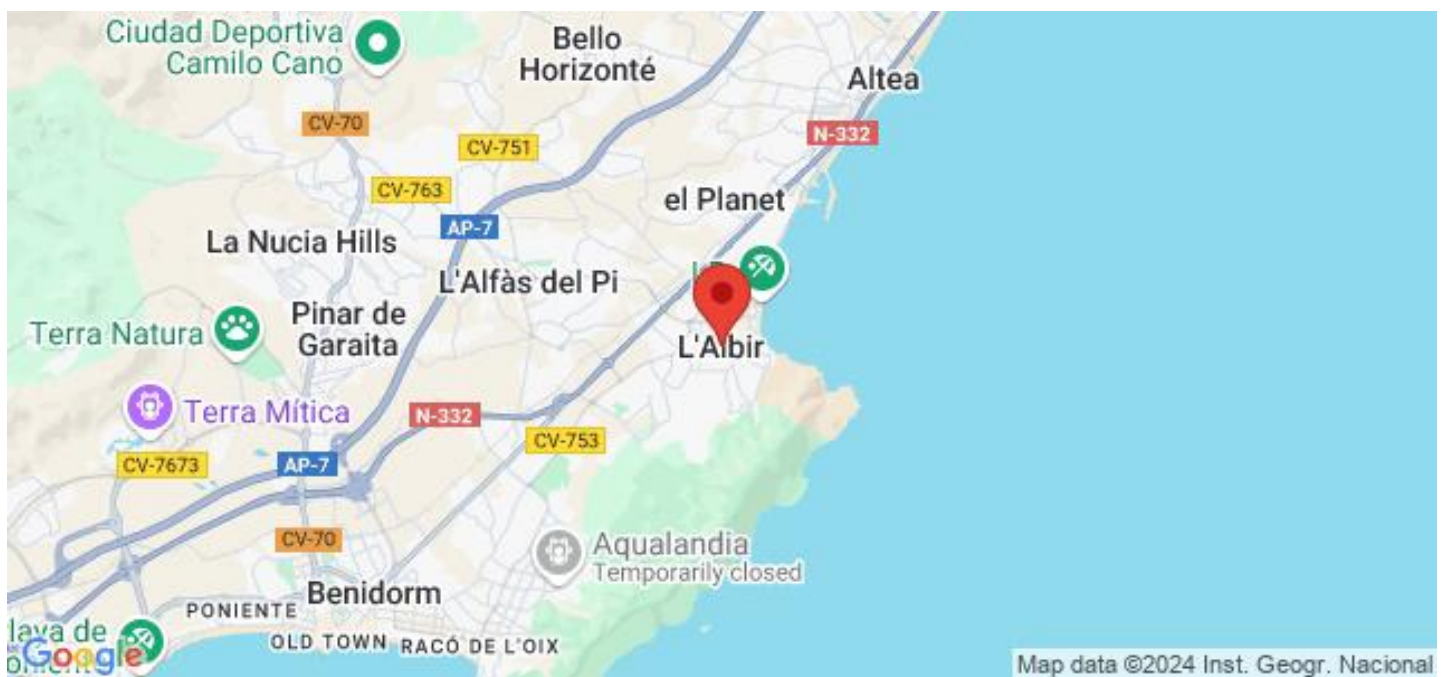 Ciudad Deportiva
Camilo Cano
Bello
Horizonté
Altea
CV-70
N-332
CV-751
CV-763
el Planet
AP-7
La Nucia Hills
L'Alfàs del Pi
Pinar de
Garaita
Terra Natura
L'Albir
Terra Mítica
N-332
CV-753
CV-7673
AP-7
CV-70
Aqualandia
Temporarily closed
Benidorm
PONIENTE
OLD TOWN
RACÓ DE L'OIX
laya de
Google
Map data ©2024 Inst. Geogr. Nacional